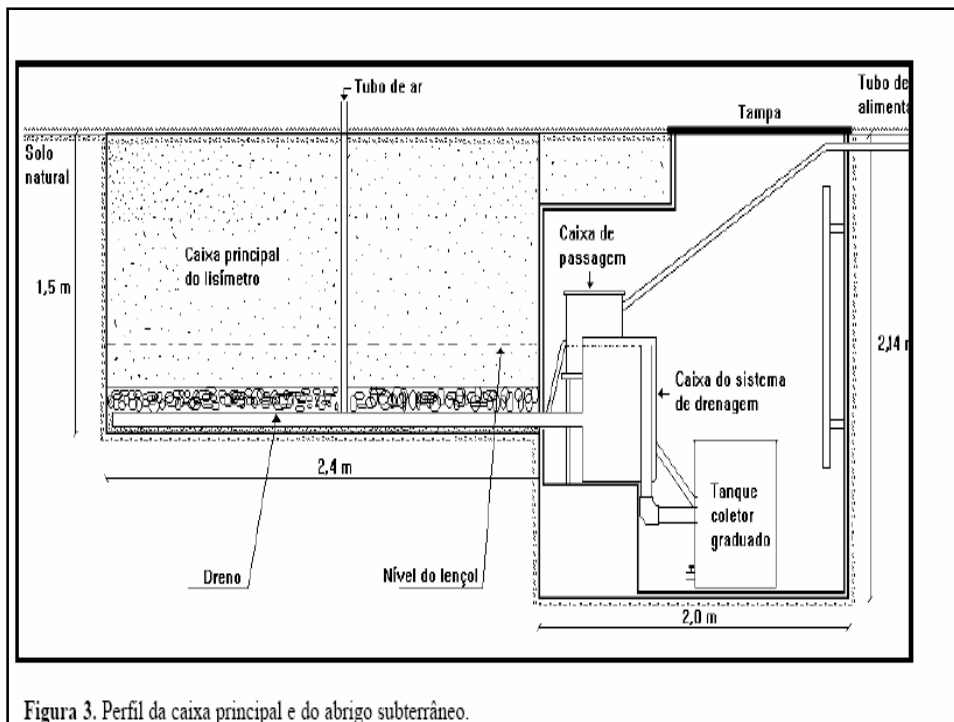 Tubo de ar
Tampa
Tubo de
alimenta
Solo
natural
Caixa principal
do lisímetro
1,5 m
Caixa de
passagem
2,14 m
Caixa do sistema
de drenagem
2,4 m
Tanque
coletor
graduado
Dreno
Nível do lençol
2,0 m
Figura 3. Perfil da caixa principal e do abrigo subterrâneo.